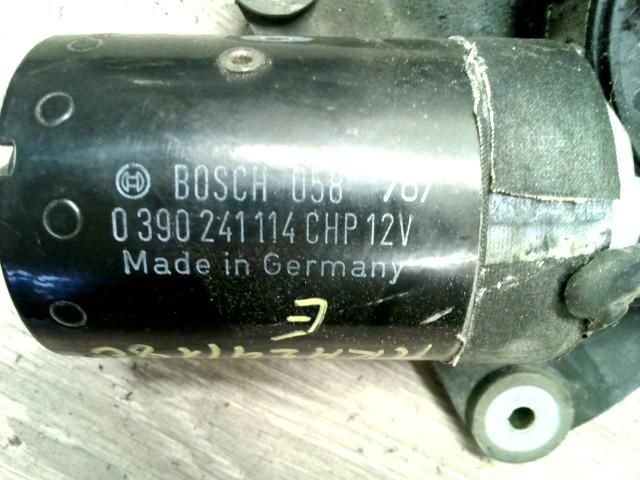 BOSCH 058
0 390 241 114 CHP 12V
Made in Germany